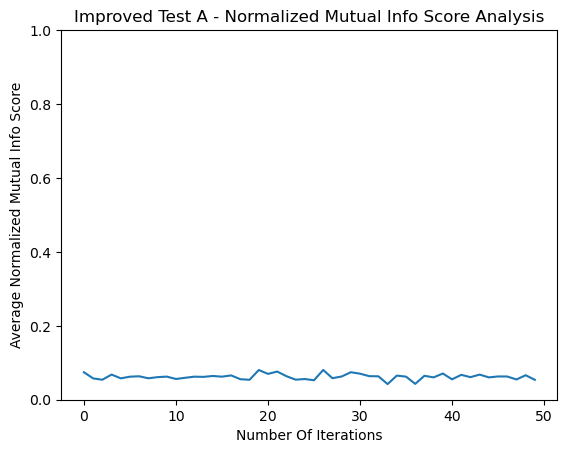 Improved Test A - Normalized Mutual Info Score Analysis
Average Normalized Mutual Info Score
1.0
0.8
0.6
0.4
0.2
0.0
0 10 20 30 40 50
Number Of Iterations